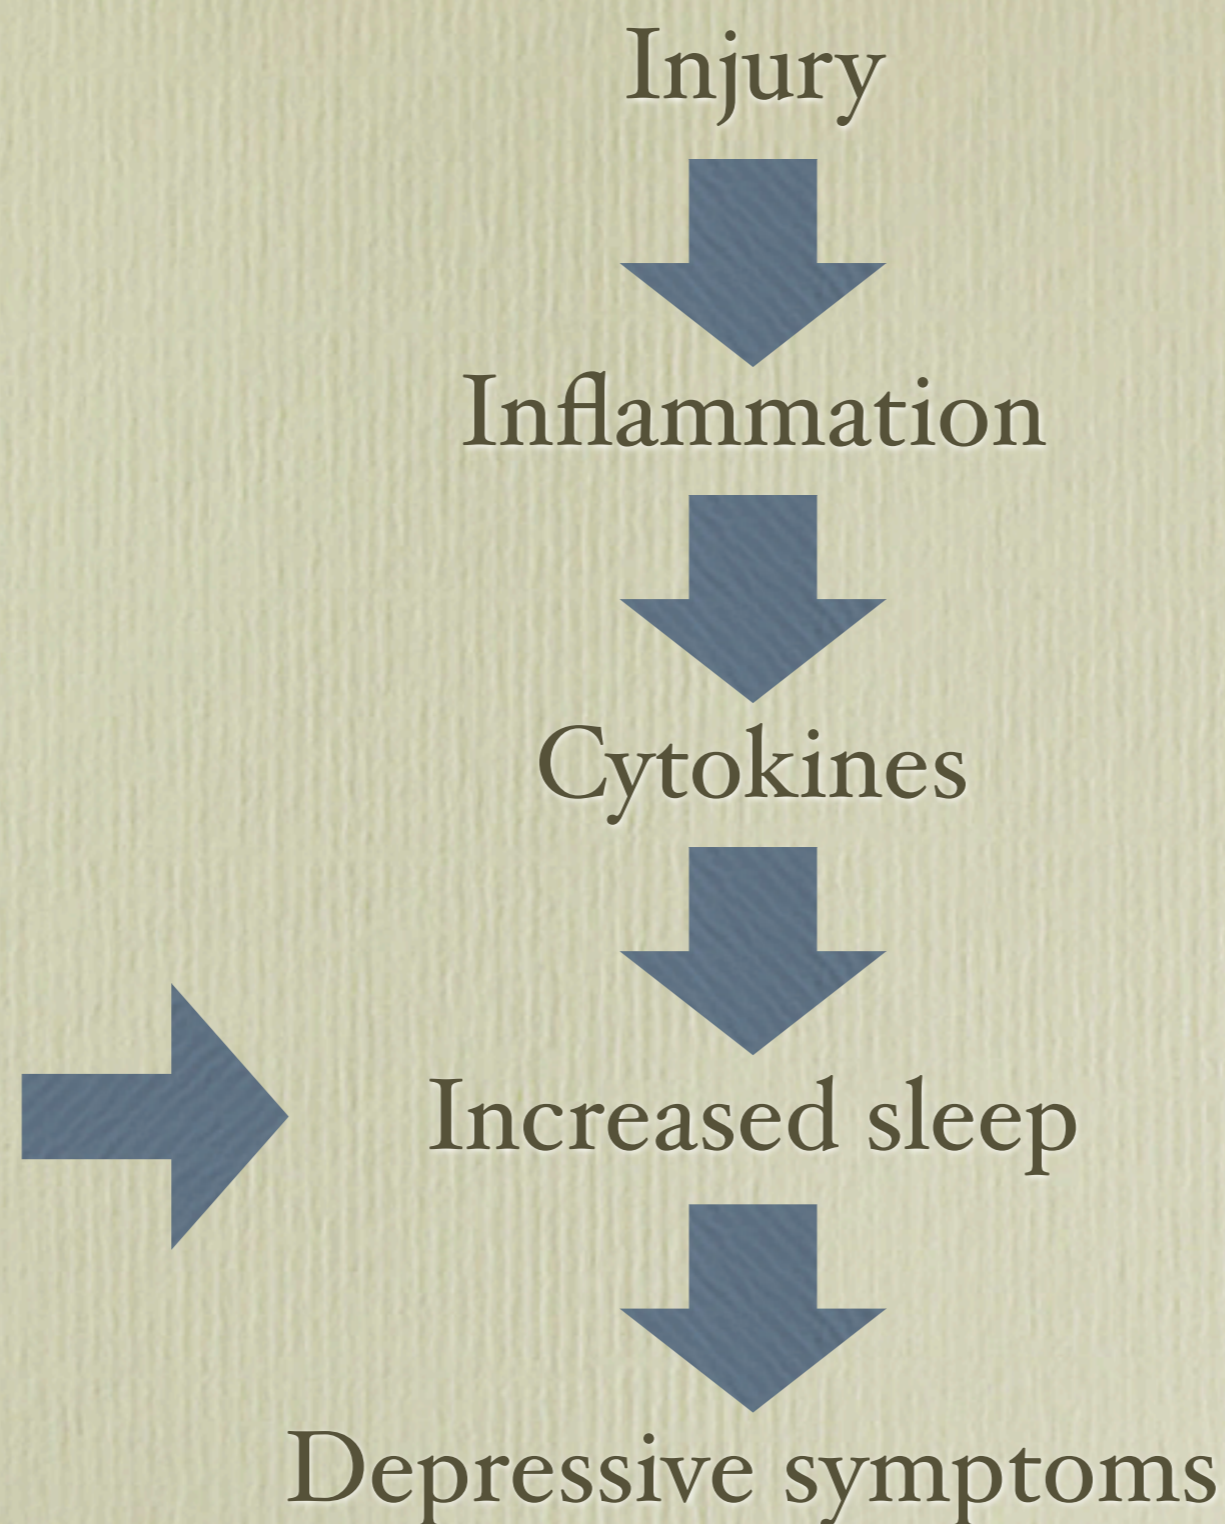 Injury
Inflammation
Cytokines
Increased sleep
Depressive symptoms